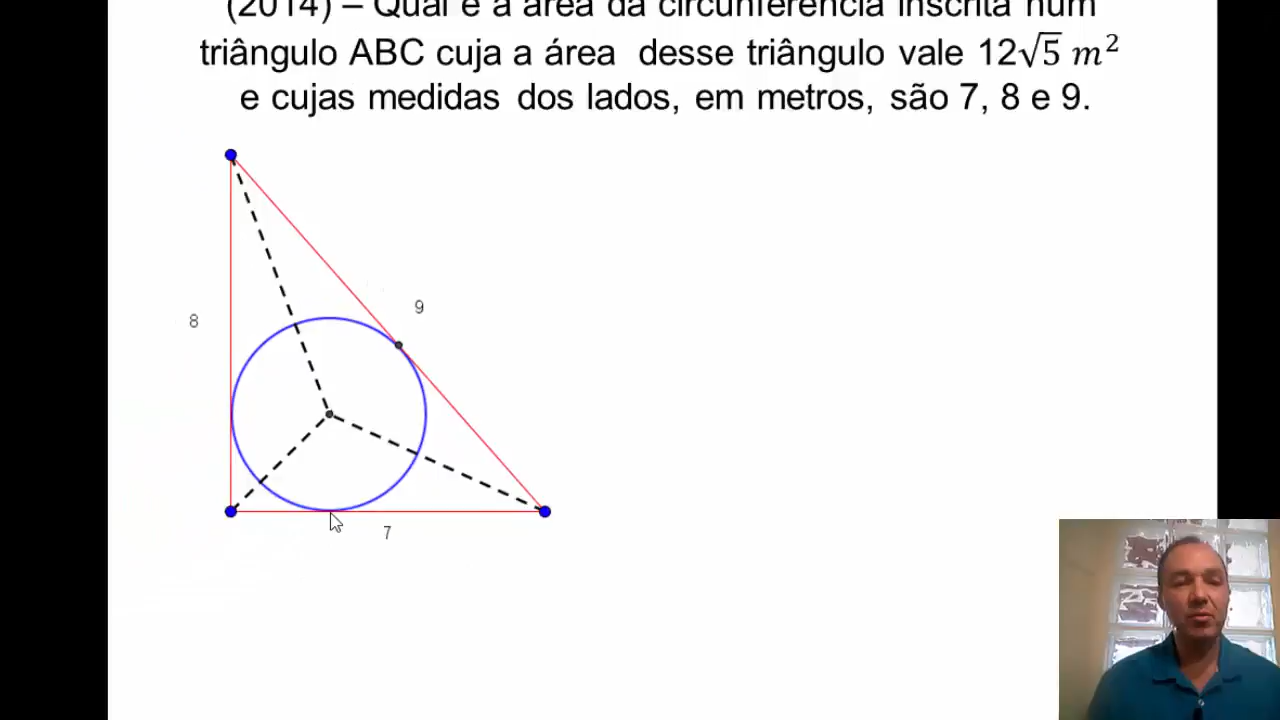 (2014) – Qual é a área da circunferência inscrita num
triângulo ABC cuja a área desse triângulo vale 12√5 m²
e cujas medidas dos lados, em metros, são 7, 8 e 9.
9
8
7